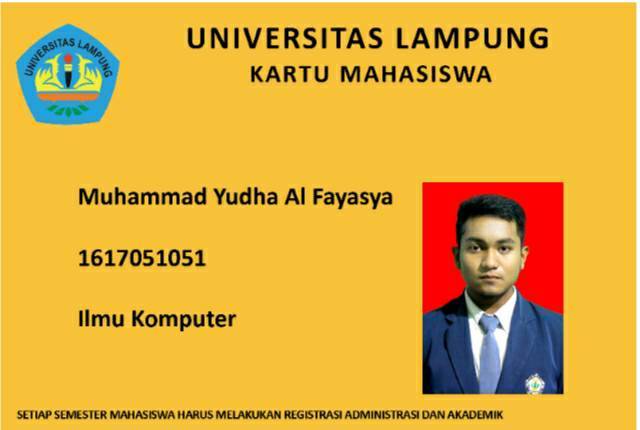 UNIVERSITAS LAMPUNG
UNIVERSITAS LAMPUNG
KARTU MAHASISWA
Muhammad Yudha Al Fayasya
1617051051
Ilmu Komputer
SETIAP SEMESTER MAHASISWA HARUS MELAKUKAN REGISTRASI ADMINISTRASI DAN AKADEMIK